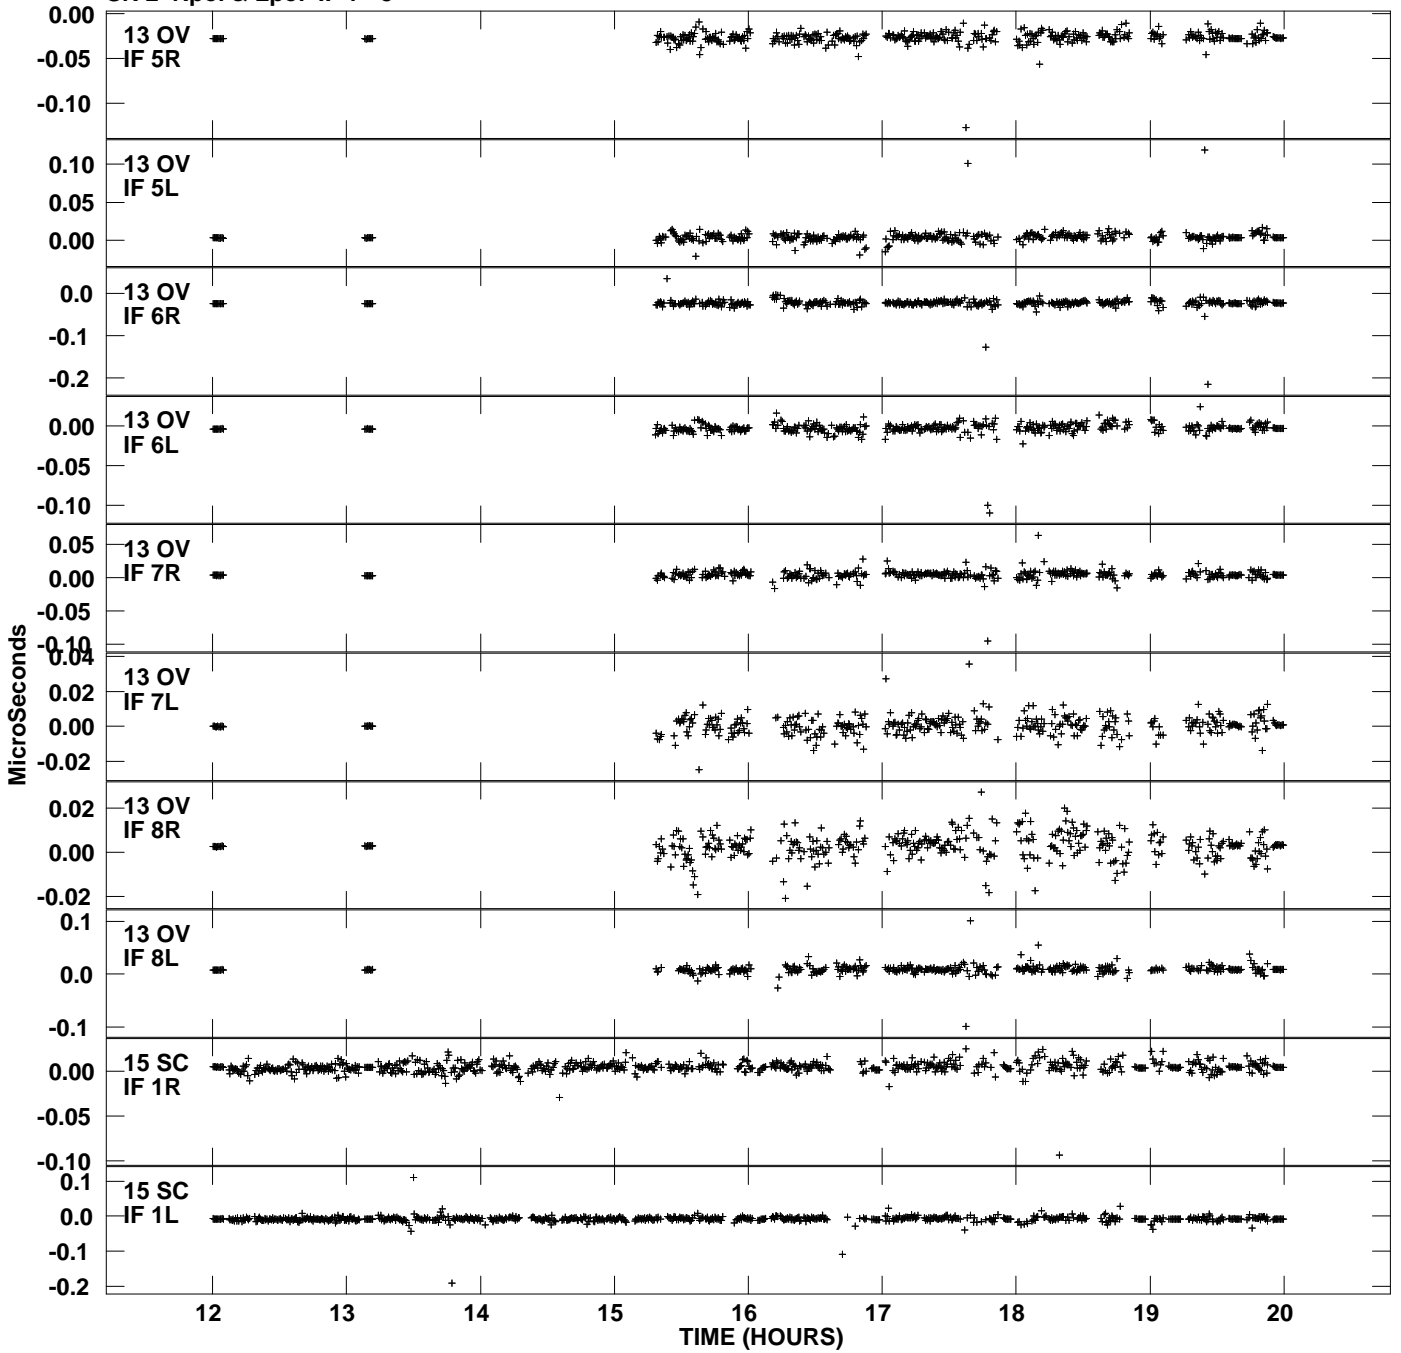 0.00
-0.05
-0.10
13 OV
IF 5R
0.10
0.05
0.00
13 OV
IF 5L
0.0
-0.1
-0.2
13 OV
IF 6R
0.00
-0.05
-0.10
13 OV
IF 6L
0.05
0.00
-0.05
-0.10
13 OV
IF 7R
0.04
0.02
0.00
-0.02
13 OV
IF 7L
0.02
0.00
-0.02
13 OV
IF 8R
0.1
0.0
-0.1
13 OV
IF 8L
0.00
-0.05
-0.10
15 SC
IF 1R
0.1
0.0
-0.1
-0.2
15 SC
IF 1L
MicroSeconds
12 13 14 15 16 17 18 19 20
TIME (HOURS)